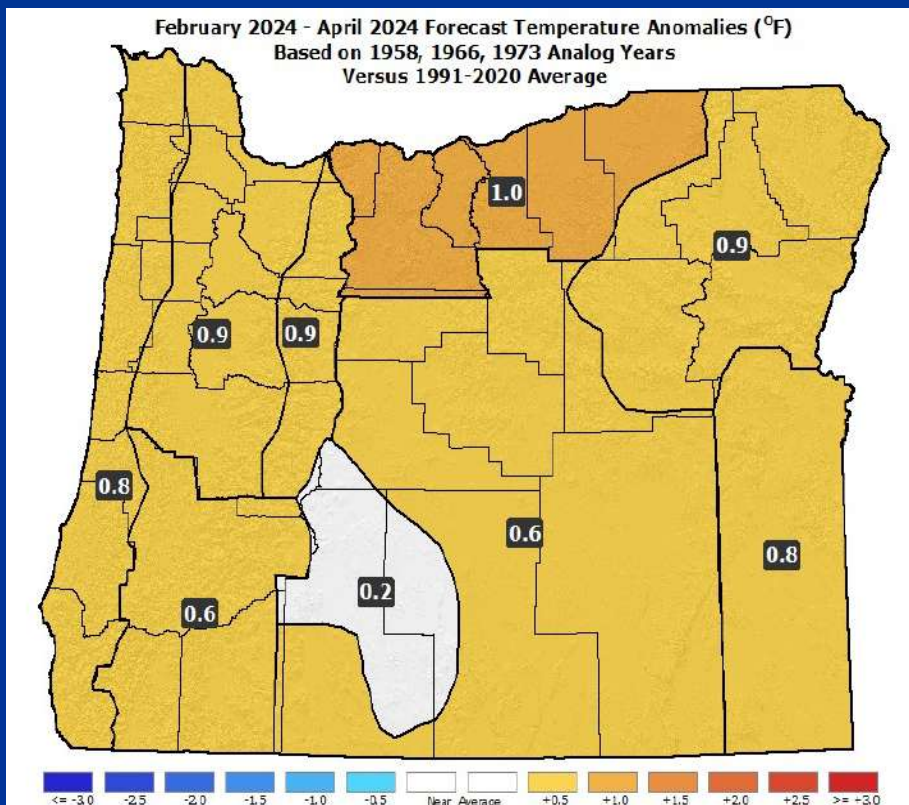 February 2024 - April 2024 Forecast Temperature Anomalies (°F)
Based on 1958, 1966, 1973 Analog Years
Versus 1991-2020 Average
1.0
0.9
0.9 0.9
0.8
0.6
0.8
0.2
0.6
<= -3.0 -2.5 -2.0 -1.5 -1.0 -0.5 Near Average +0.5 +1.0 +1.5 +2.0 +2.5 >= +3.0